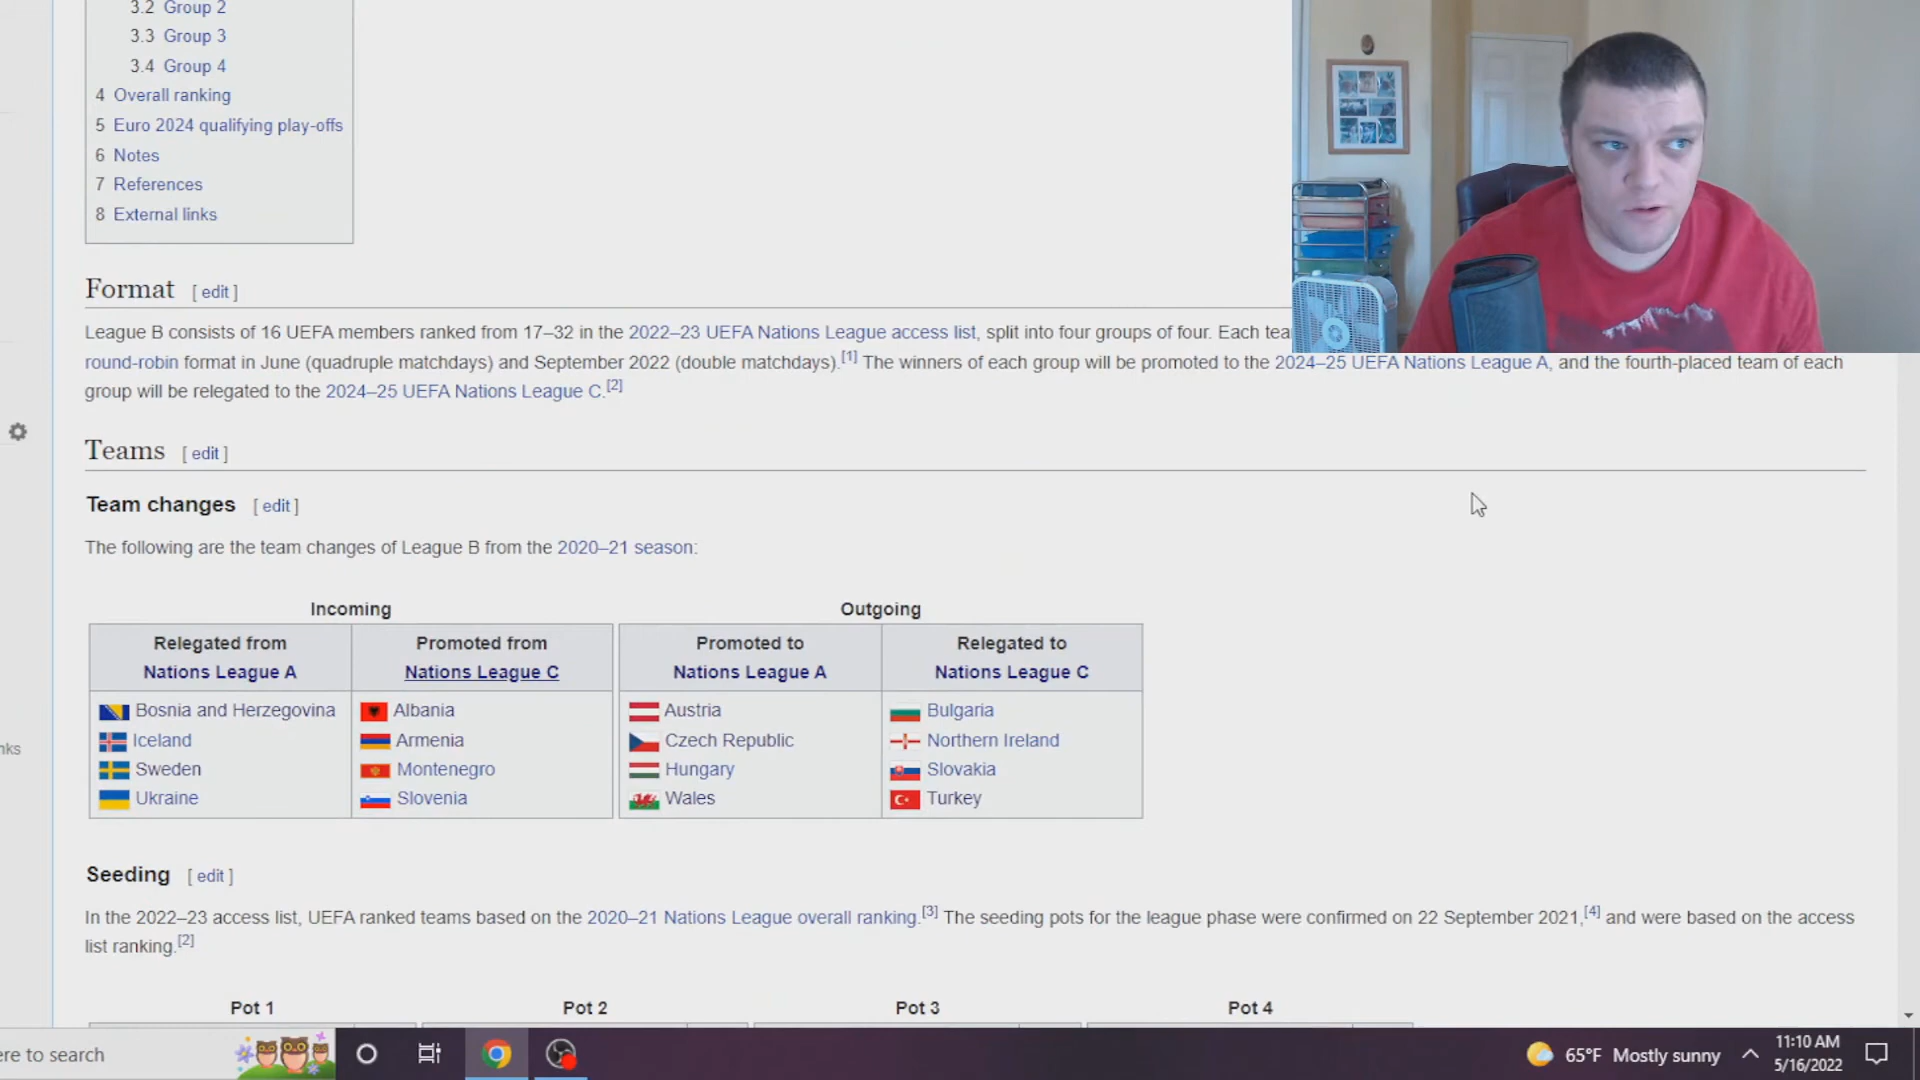 3.2 Group 2
3.3 Group 3
3.4 Group 4
4 Overall ranking
5 Euro 2024 qualifying play-offs
6 Notes
7 References
8 External links
Format [ edit ]
League B consists of 16 UEFA members ranked from 17–32 in the 2022–23 UEFA Nations League access list, split into four groups of four. Each
round-robin format in June (quadruple matchdays) and September 2022 (double matchdays).[1] The winners of each group will be promoted to the 2024–25 UEFA Nations League A, and the fourth-placed team of each
group will be relegated to the 2024–25 UEFA Nations League C.[2]
Teams [ edit ]
Team changes [ edit ]
The following are the team changes of League B from the 2020–21 season:
Incoming Outgoing
Relegated from Promoted from Promoted to Relegated to
Nations League A Nations League C Nations League A Nations League C
Bosnia and Herzegovina Albania Austria Bulgaria
Iceland Armenia Czech Republic Northern Ireland
Sweden Montenegro Hungary Slovakia
Ukraine Slovenia Wales Turkey
Seeding [ edit ]
In the 2022–23 access list, UEFA ranked teams based on the 2020–21 Nations League overall ranking.[3] The seeding pots for the league phase were confirmed on 22 September 2021,[4] and were based on the access
list ranking.[2]
Pot 1 Pot 2 Pot 3 Pot 4
ere to search
65°F Mostly sunny
11:10 AM
5/16/2022